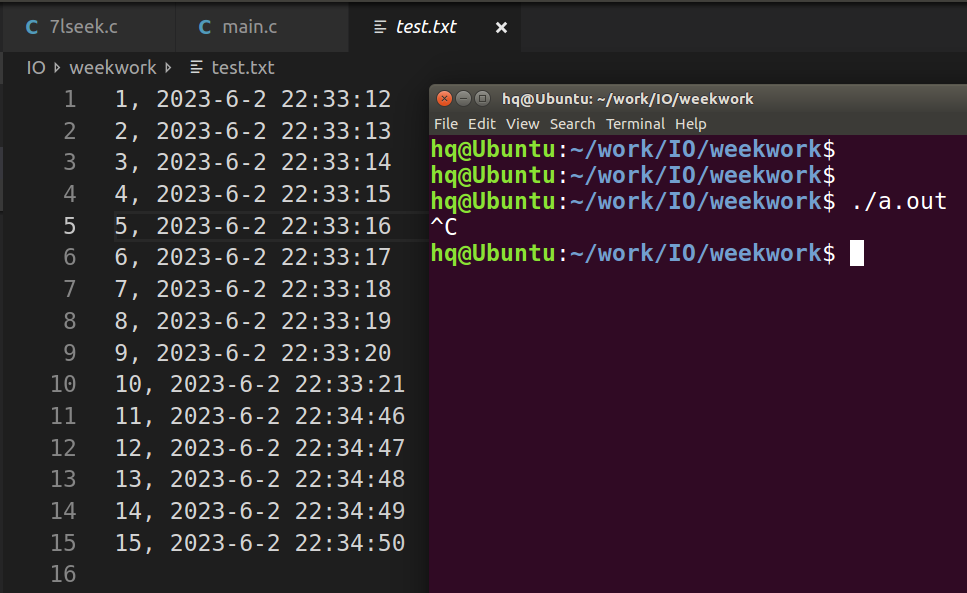 C 7lseek.c C main.c test.txt ×
IO weekwork test.txt
1 1, 2023-6-2 22:33:12
2 2, 2023-6-2 22:33:13
3 3, 2023-6-2 22:33:14
4 4, 2023-6-2 22:33:15
5 5, 2023-6-2 22:33:16
6 6, 2023-6-2 22:33:17
7 7, 2023-6-2 22:33:18
8 8, 2023-6-2 22:33:19
9 9, 2023-6-2 22:33:20
10 10, 2023-6-2 22:33:21
11 11, 2023-6-2 22:34:46
12 12, 2023-6-2 22:34:47
13 13, 2023-6-2 22:34:48
14 14, 2023-6-2 22:34:49
15 15, 2023-6-2 22:34:50
16
hq@Ubuntu: ~/work/IO/weekwork
File Edit View Search Terminal Help
hq@Ubuntu:~/work/IO/weekwork$
hq@Ubuntu:~/work/IO/weekwork$
hq@Ubuntu:~/work/IO/weekwork$ ./a.out
^C
hq@Ubuntu:~/work/IO/weekwork$